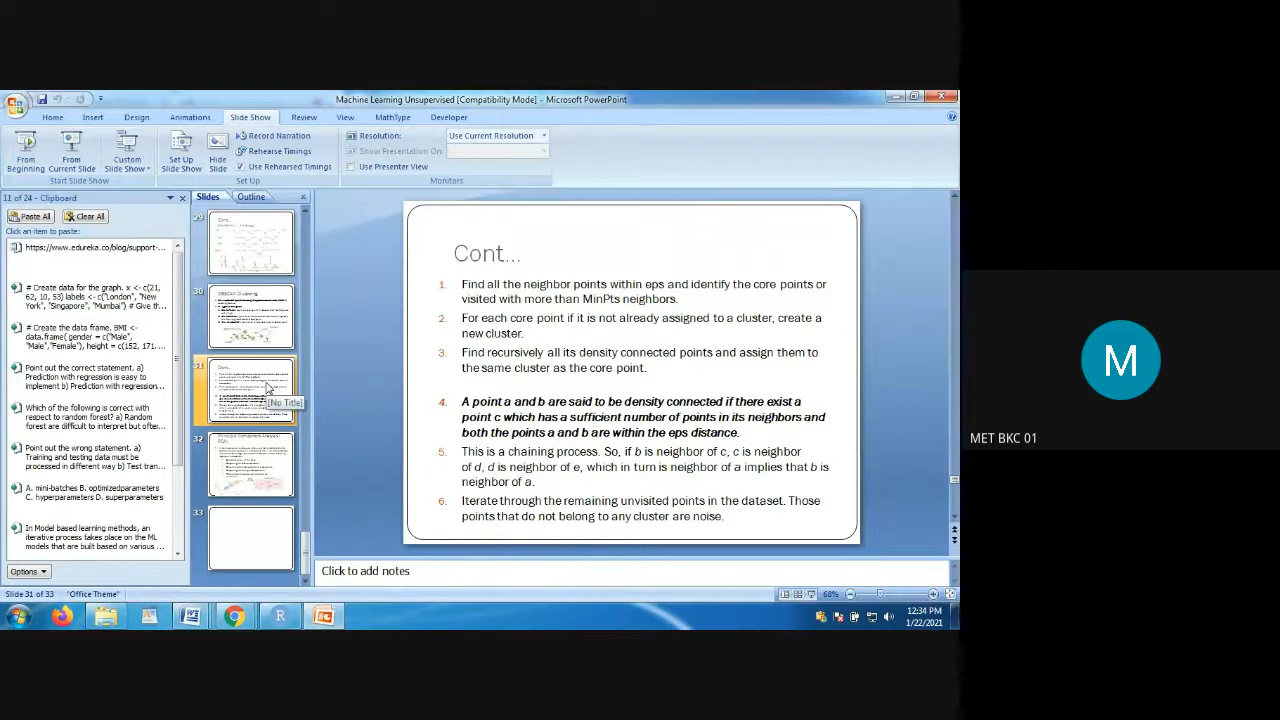 Machine Learning Unsupervised [Compatibility Mode] - Microsoft PowerPoint
Home Insert Design Animations Slide Show Review View MathType Developer
From Beginning
From Current Slide
Custom Slide Show
Set Up Slide Show
Hide Slide
Record Narration
Rehearse Timings
Use Rehearsed Timings
Resolution: Use Current Resolution
Show Presentation On:
Use Presenter View
Start Slide Show Set Up Monitors
11 of 24 - Clipboard
Paste All Clear All
Click an item to paste:
https://www.edureka.co/blog/support-...
# Create data for the graph. x <- c(21,
62, 10, 53) labels <- c("London", "New
York", "Singapore", "Mumbai") # Give th...
# Create the data frame. BMI <-
data.frame( gender = c("Male",
"Male","Female"), height = c(152, 171....
Point out the correct statement. a)
Prediction with regression is easy to
implement b) Prediction with regression...
Which of the following is correct with
respect to random forest? a) Random
forest are difficult to interpret but often...
Point out the wrong statement. a)
Training and testing data must be
processed in different way b) Test tran...
A. mini-batches B. optimizedparameters
C. hyperparameters D. superparameters
In Model based learning methods, an
iterative process takes place on the
ML models that are built based on various ...
Options
Slides Outline
29
Cont...
30
DBSCAN Clustering
31
Cont...
[No Title]
32
Principal Component Analysis(
PCA)
33
Cont...
1. Find all the neighbor points within eps and identify the core points or
visited with more than MinPts neighbors.
2. For each core point if it is not already assigned to a cluster, create a
new cluster.
3. Find recursively all its density connected points and assign them to
the same cluster as the core point.
4. A point a and b are said to be density connected if there exist a
point c which has a sufficient number of points in its neighbors and
both the points a and b are within the eps distance.
5. This is a chaining process. So, if b is neighbor of c, c is neighbor
of d, d is neighbor of e, which in turn is neighbor of a implies that b is
neighbor of a.
6. Iterate through the remaining unvisited points in the dataset. Those
points that do not belong to any cluster are noise.
Click to add notes
Slide 31 of 33 "Office Theme" 68%
12:34 PM
1/22/2021
M
MET BKC 01